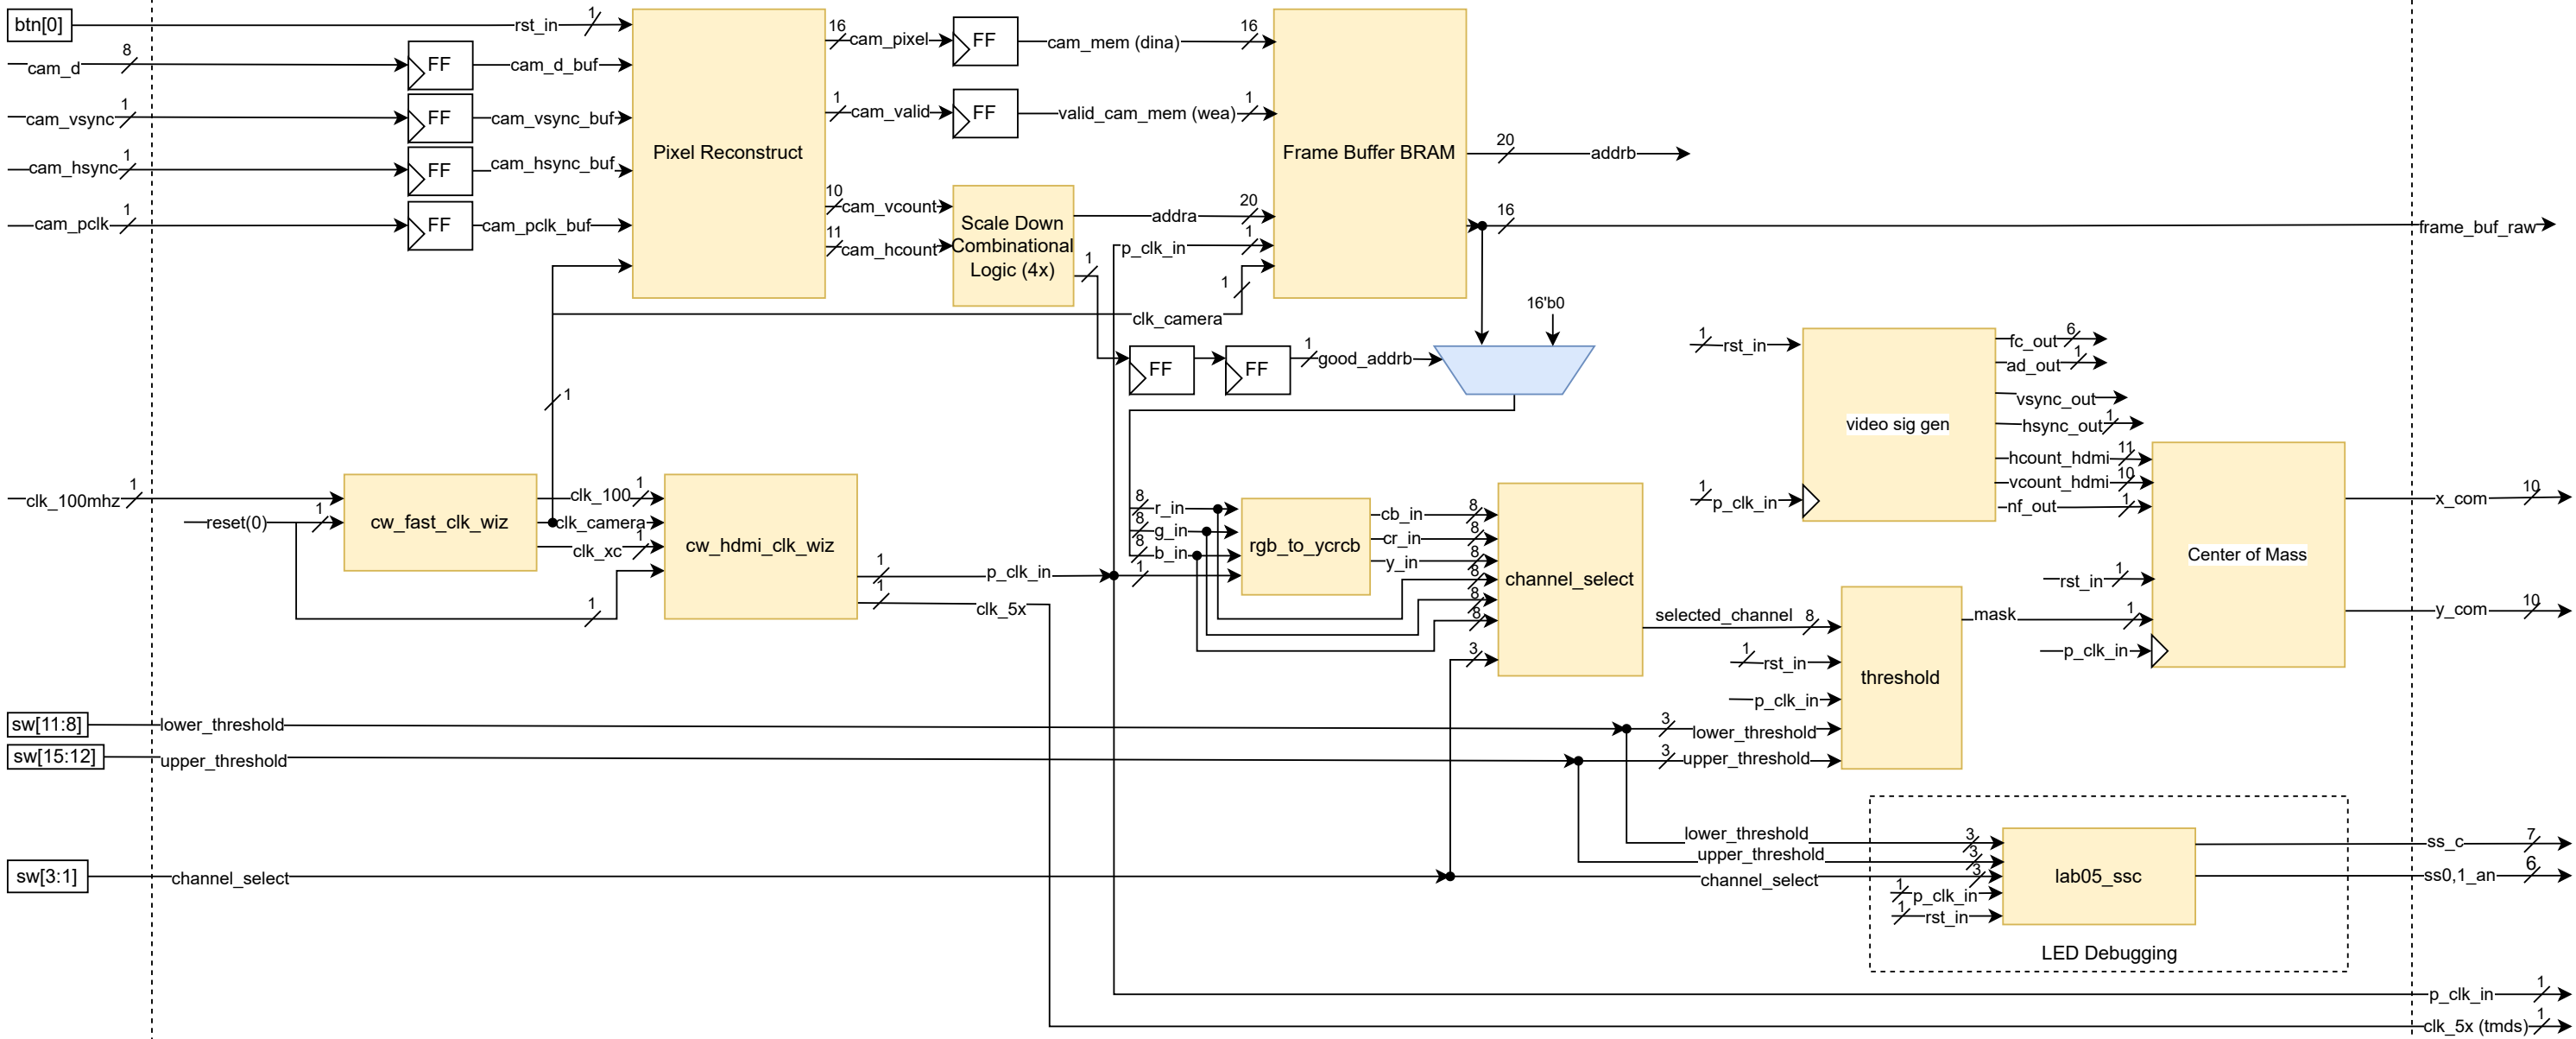 btn[0]
rst_in
1
cam_d
8
FF
cam_d_buf
cam_vsync
1
FF
cam_vsync_buf
cam_hsync
1
FF
cam_hsync_buf
cam_pclk
1
FF
cam_pclk_buf
Pixel Reconstruct
16
cam_pixel
FF
cam_mem (dina)
16
1
cam_valid
FF
valid_cam_mem (wea)
1
10
cam_vcount
11
cam_hcount
Scale Down
Combinational
Logic (4x)
addra
20
p_clk_in
1
1
1
clk_camera
Frame Buffer BRAM
20
addrb
16
frame_buf_raw
16'b0
FF
FF
1
good_addrb
1
clk_100mhz
1
reset(0)
1
cw_fast_clk_wiz
clk_100
1
clk_camera
clk_xc
1
1
cw_hdmi_clk_wiz
1
p_clk_in
1
clk_5x
8
r_in
8
g_in
8
b_in
1
rgb_to_ycrcb
cb_in
8
cr_in
8
y_in
8
8
8
8
3
channel_select
selected_channel
8
1
rst_in
1
p_clk_in
video sig gen
fc_out
6
ad_out
1
vsync_out
hsync_out
1
hcount_hdmi
11
vcount_hdmi
10
nf_out
1
rst_in
1
mask
1
p_clk_in
Center of Mass
x_com
10
y_com
10
1
rst_in
p_clk_in
3
lower_threshold
3
upper_threshold
threshold
sw[11:8]
lower_threshold
sw[15:12]
upper_threshold
sw[3:1]
channel_select
lower_threshold
3
upper_threshold
3
channel_select
3
1
p_clk_in
1
rst_in
lab05_ssc
LED Debugging
ss_c
7
ss0,1_an
6
p_clk_in
1
clk_5x (tmds)
1